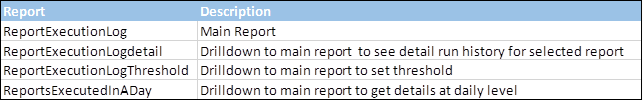 Report Description
ReportExecutionLog Main Report
ReportExecutionLogdetail Drilldown to main report to see detail run history for selected report
ReportExecutionLogThreshold Drilldown to main report to set threshold
ReportsExecutedInADay Drilldown to main report to get details at daily level